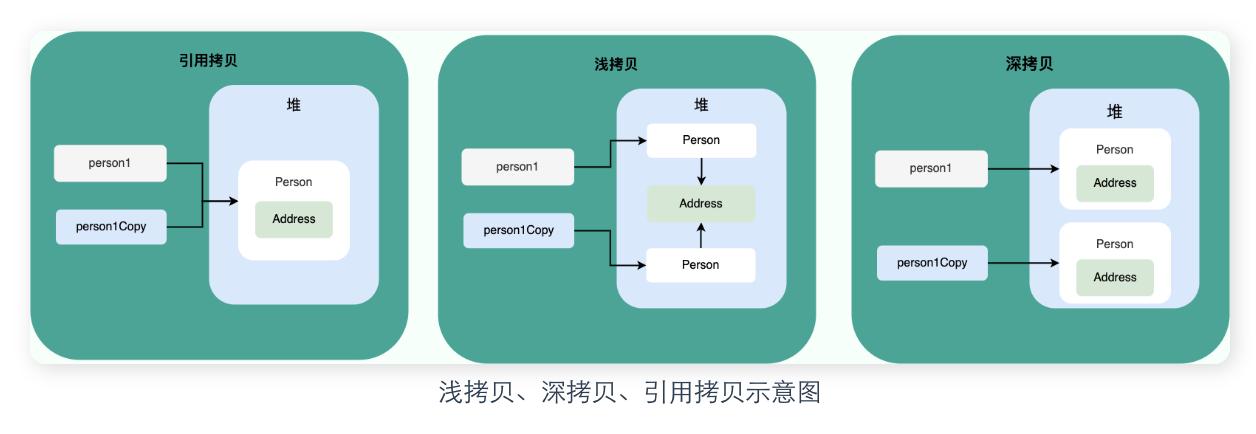 引用拷贝
堆
person1
Person
Address
person1Copy
浅拷贝
堆
Person
person1
Address
person1Copy
Person
深拷贝
堆
Person
person1
Address
Person
person1Copy
Address
浅拷贝、深拷贝、引用拷贝示意图